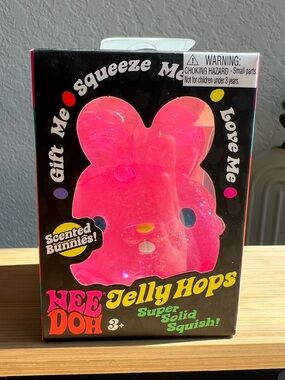 Gift Me Squeeze Me Love Me
WARNING:
CHOKING HAZARD - Small parts
Not for children under 3 years.
Scented
Bunnies!
NEE
DOH
3+
Jelly Hops
Super
Solid
Squish!